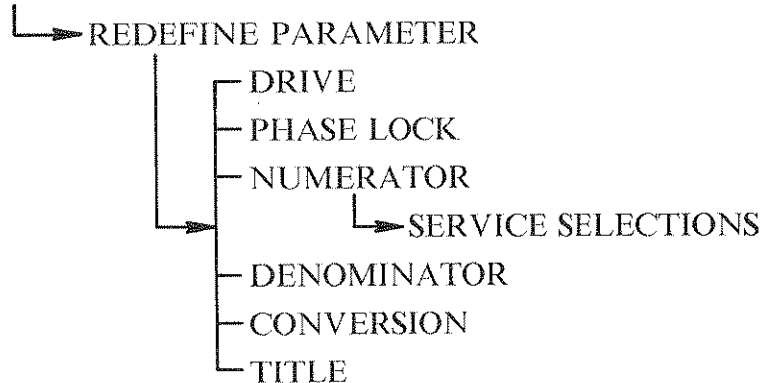 REDEFINE PARAMETER
DRIVE
PHASE LOCK
NUMERATOR
SERVICE SELECTIONS
DENOMINATOR
CONVERSION
TITLE